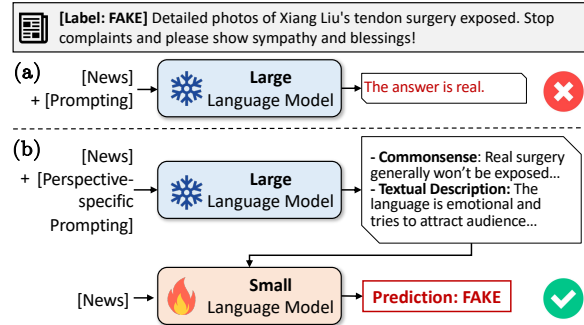 [Label: FAKE] Detailed photos of Xiang Liu's tendon surgery exposed. Stop
complaints and please show sympathy and blessings!
(a)
[News]
+ [Prompting]
Large
Language Model
The answer is real.
(b)
[News]
+ [Perspective-
specific
Prompting]
Large
Language Model
- Commonsense: Real surgery
generally won't be exposed...
- Textual Description: The
language is emotional and
tries to attract audience...
[News]
Small
Language Model
Prediction: FAKE